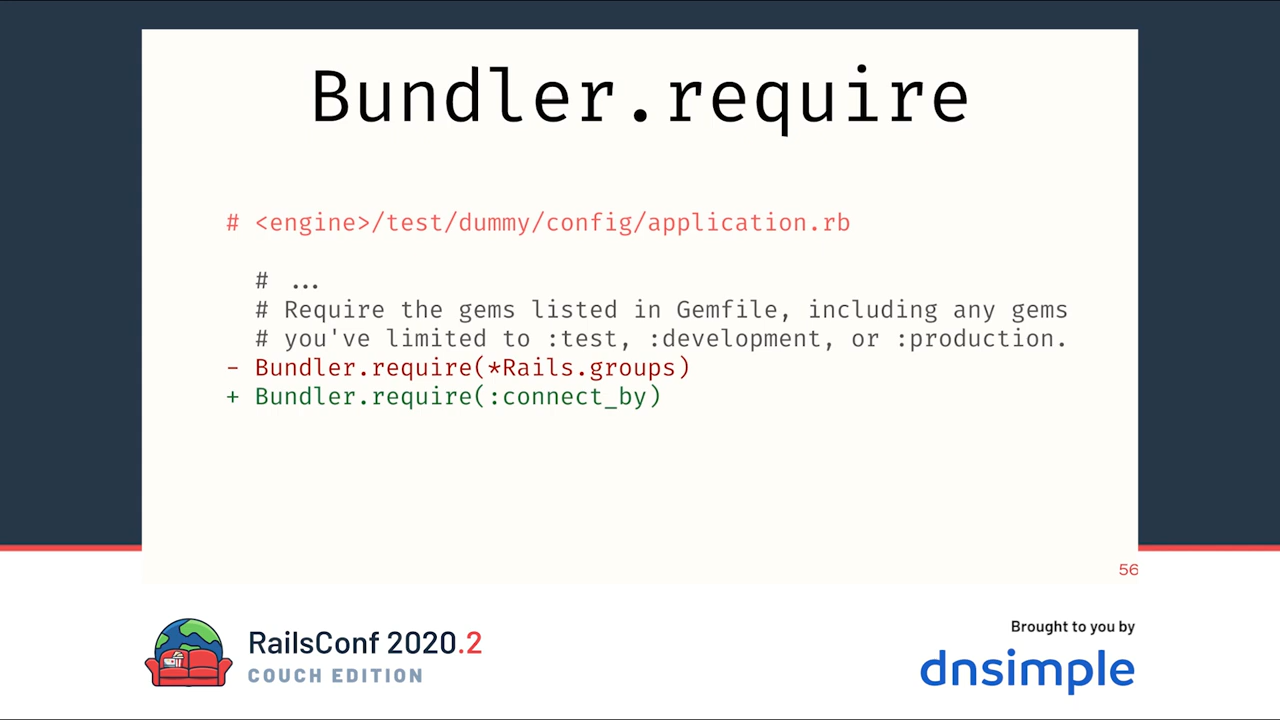 Bundler.require
# <engine>/test/dummy/config/application.rb
# ...
# Require the gems listed in Gemfile, including any gems
# you've limited to :test, :development, or :production.
- Bundler.require(*Rails.groups)
+ Bundler.require(:connect_by)
56
RailsConf 2020.2
COUCH EDITION
Brought to you by
dnsimple